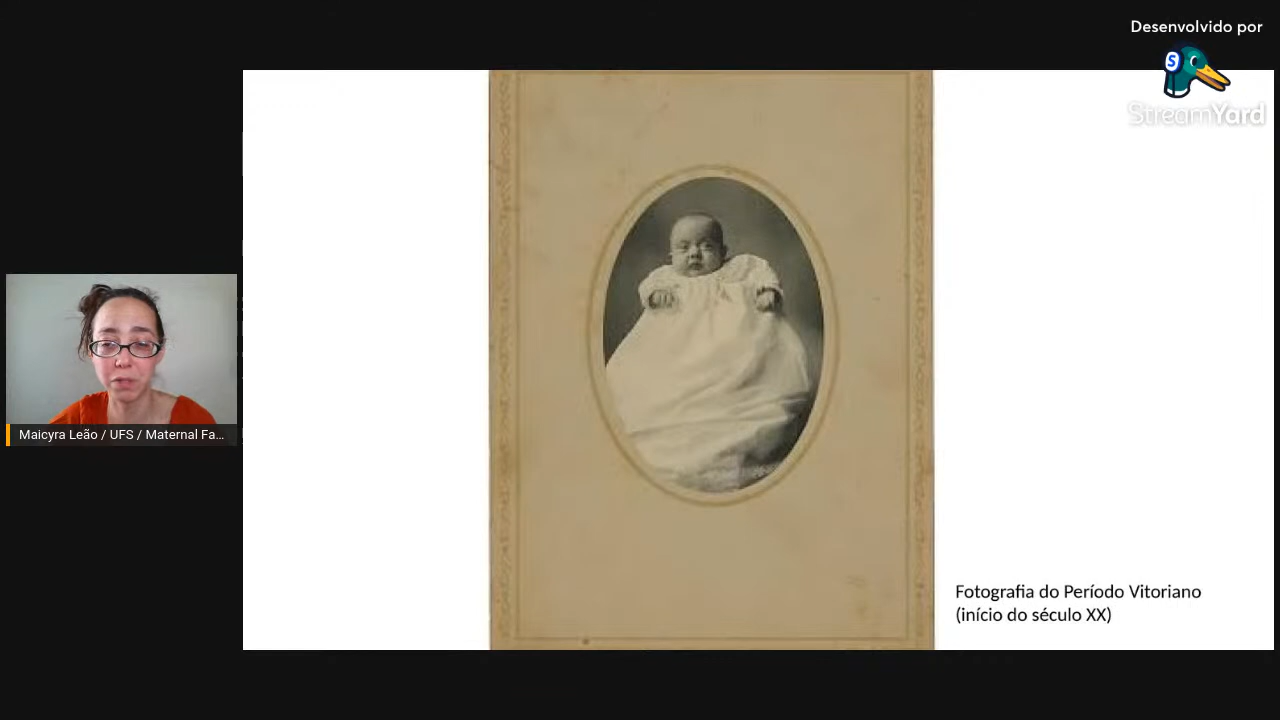 Desenvolvido por
S
StreamYard
Maicyra Leão / UFS / Maternal Fa...
Fotografia do Período Vitoriano
(início do século XX)